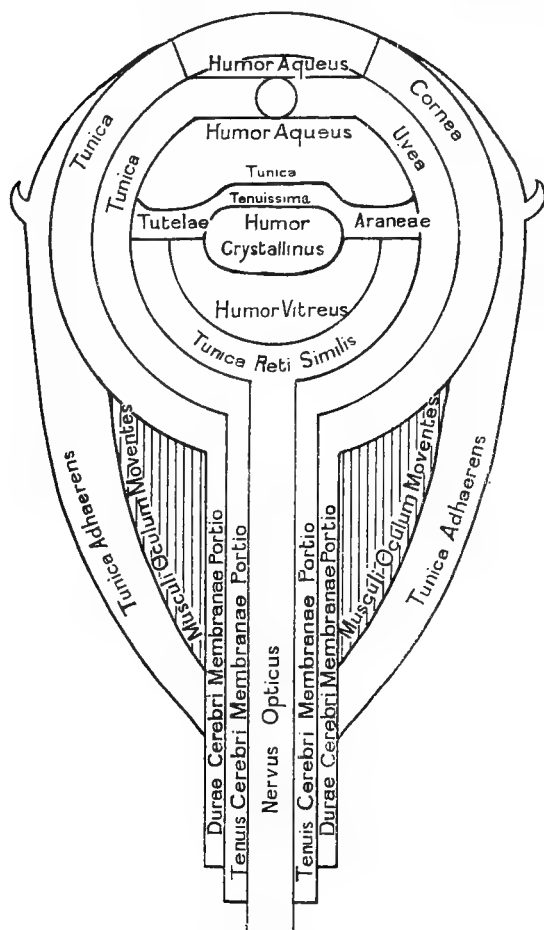 Humor Aqueus
Tunica
Cornea
Humor Aqueus
Tunica
Uvea
Tunica
Tenuissima
Tutelae
Humor
Crystallinus
Araneae
Humor Vitreus
Tunica Reti Similis
Tunica Adhaerens
Musculi Oculum Moventes
Durae Cerebri Membranae Portio
Tenuis Cerebri Membranae Portio
Nervus Opticus
Tenuis Cerebri Membranae Portio
Durae Cerebri Membranae Portio
Musculi Oculum Moventes
Tunica Adhaerens